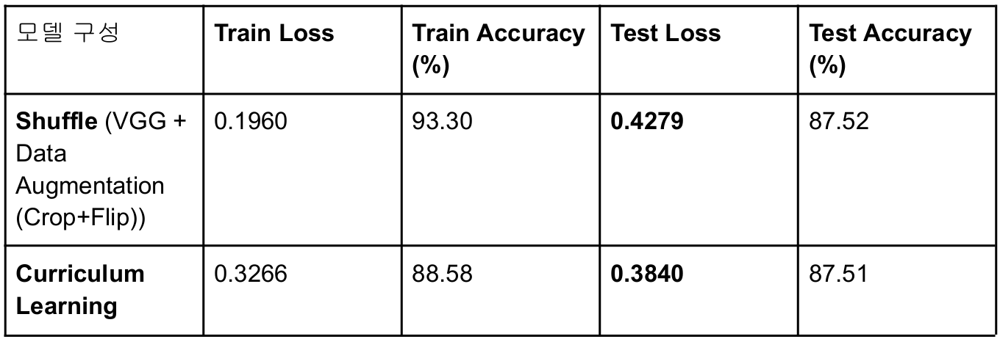 모델 구성 Train Loss Train Accuracy Test Loss Test Accuracy
(%) (%)
Shuffle (VGG + 0.1960 93.30 0.4279 87.52
Data
Augmentation
(Crop+Flip))
Curriculum 0.3266 88.58 0.3840 87.51
Learning